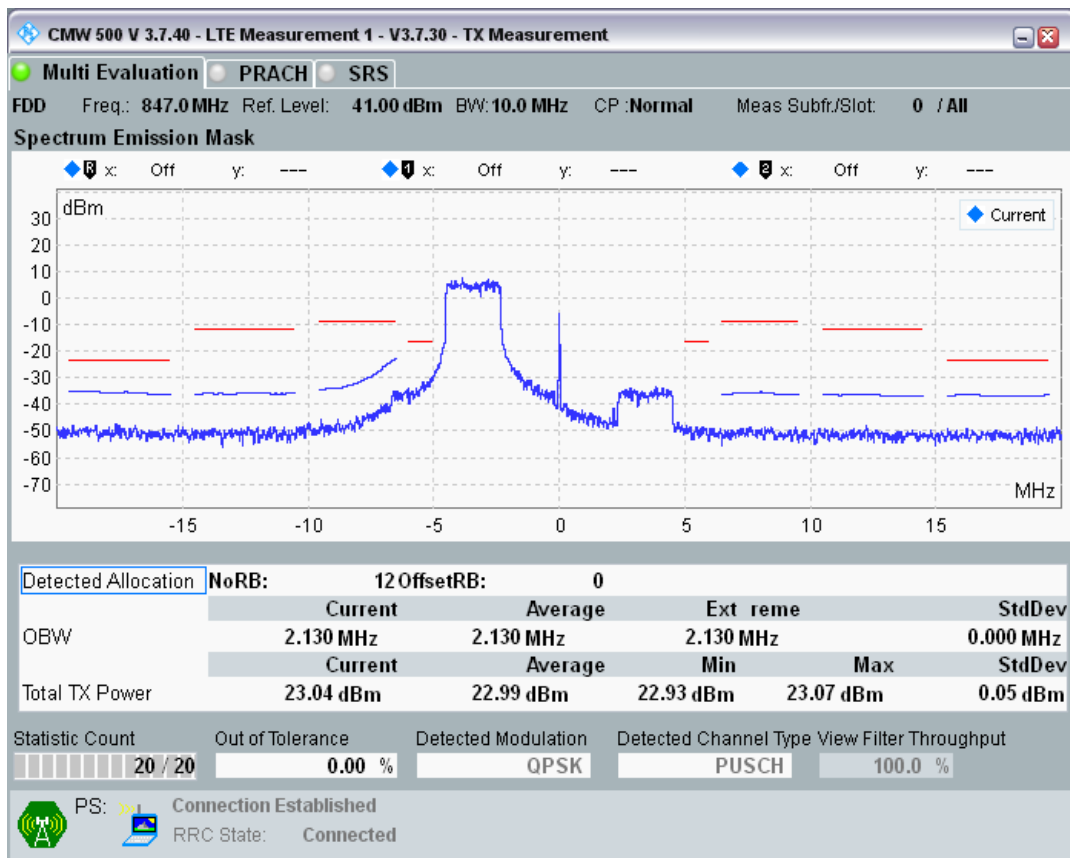 CMW 500 V 3.7.40 - LTE Measurement 1 - V3.7.30 - TX Measurement
Multi Evaluation PRACH SRS
FDD Freq.: 847.0 MHz Ref. Level: 41.00 dBm BW: 10.0 MHz CP :Normal Meas Subfr./Slot: 0 / All
Spectrum Emission Mask
R x: Off y: --- 1 x: Off y: --- 2 x: Off y: ---
dBm
Current
30
20
10
0
-10
-20
-30
-40
-50
-60
-70
MHz
-15 -10 -5 0 5 10 15
Detected Allocation NoRB: 12 OffsetRB: 0
Current Average Ext reme StdDev
OBW 2.130 MHz 2.130 MHz 2.130 MHz 0.000 MHz
Current Average Min Max StdDev
Total TX Power 23.04 dBm 22.99 dBm 22.93 dBm 23.07 dBm 0.05 dBm
Statistic Count Out of Tolerance Detected Modulation Detected Channel Type View Filter Throughput
20 / 20 0.00 % QPSK PUSCH 100.0 %
PS: Connection Established
RRC State: Connected